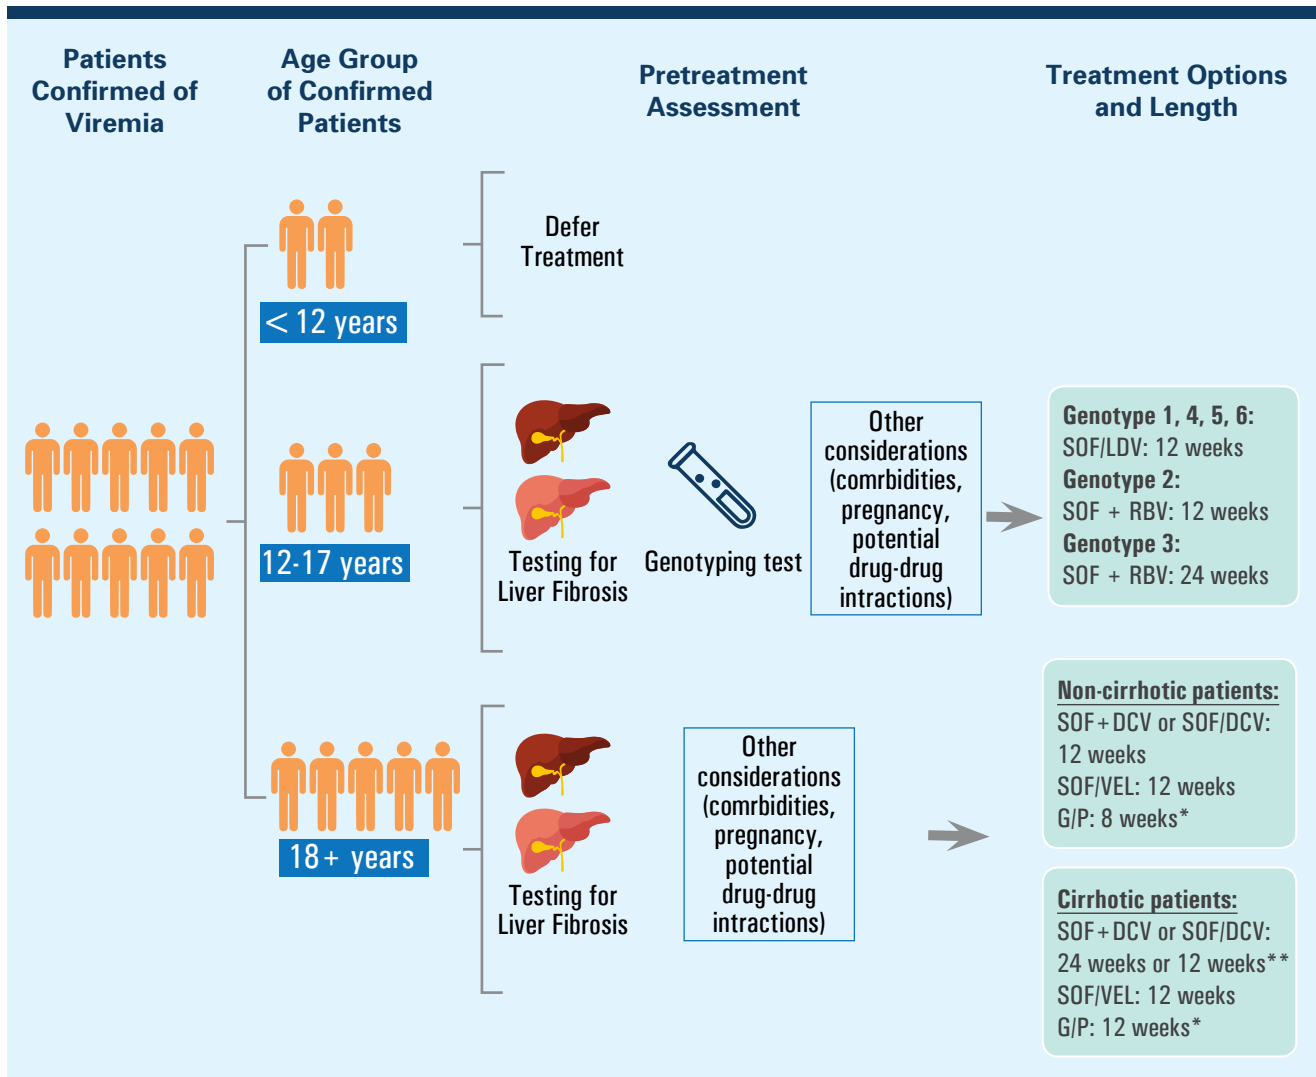 Patients
Confirmed of
Viremia
Age Group
of Confirmed
Patients
Pretreatment
Assessment
Treatment Options
and Length
< 12 years
Defer
Treatment
12-17 years
Testing for
Liver Fibrosis
Genotyping test
Other
considerations
(comrbidities,
pregnancy,
potential
drug-drug
intractions)
Genotype 1, 4, 5, 6:
SOF/LDV: 12 weeks
Genotype 2:
SOF + RBV: 12 weeks
Genotype 3:
SOF + RBV: 24 weeks
18+ years
Testing for
Liver Fibrosis
Other
considerations
(comrbidities,
pregnancy,
potential
drug-drug
intractions)
Non-cirrhotic patients:
SOF+DCV or SOF/DCV:
12 weeks
SOF/VEL: 12 weeks
G/P: 8 weeks*
Cirrhotic patients:
SOF+DCV or SOF/DCV:
24 weeks or 12 weeks**
SOF/VEL: 12 weeks
G/P: 12 weeks*